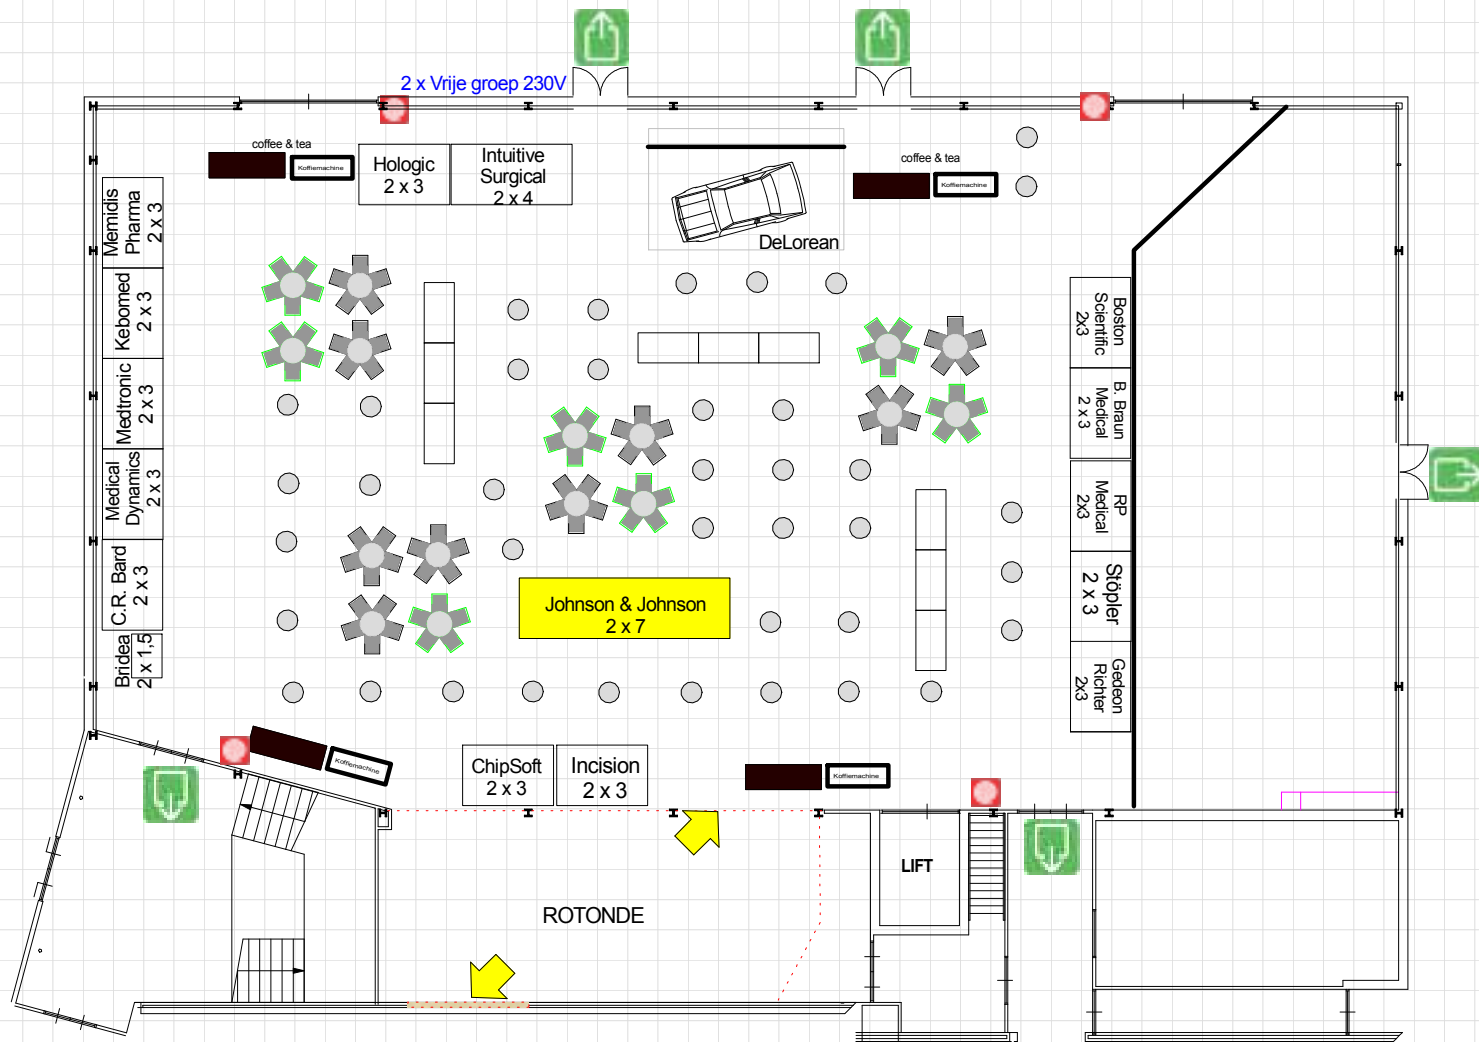 2 x Vrije groep 230V
coffee & tea
Koffiemachine
Hologic
2 x 3
Intuitive
Surgical
2 x 4
DeLorean
coffee & tea
Koffiemachine
Memidis
Pharma
2 x 3
Kebomed
2 x 3
Medtronic
2 x 3
Medical
Dynamics
2 x 3
C.R. Bard
2 x 3
Bridea
2 x 1,5
Boston
Scientific
2x3
B. Braun
Medical
2 x 3
RP
Medical
2x3
Stöpler
2 x 3
Gedeon
Richter
2x3
Johnson & Johnson
2 x 7
Koffiemachine
ChipSoft
2 x 3
Incision
2 x 3
Koffiemachine
LIFT
ROTONDE